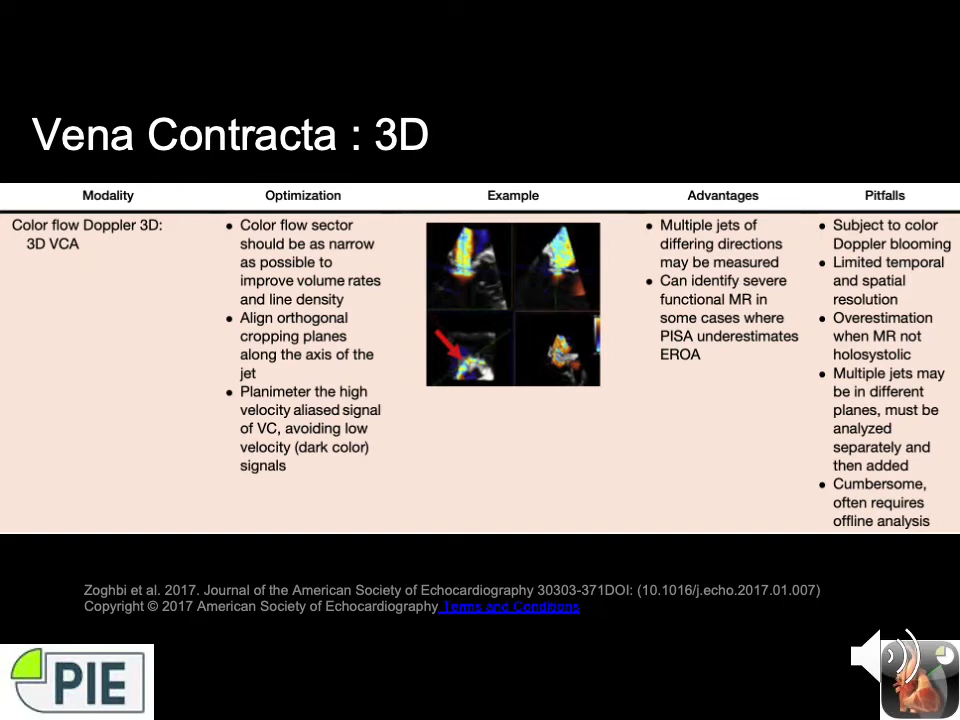 Vena Contracta : 3D
Modality
Optimization
Example
Advantages
Pitfalls
Color flow Doppler 3D:
3D VCA
• Color flow sector
should be as narrow
as possible to
improve volume rates
and line density
• Align orthogonal
cropping planes
along the axis of the
jet
• Planimeter the high
velocity aliased signal
of VC, avoiding low
velocity (dark color)
signals
• Multiple jets of
differing directions
may be measured
• Can identify severe
functional MR in
some cases where
PISA underestimates
EROA
• Subject to color
Doppler blooming
• Limited temporal
and spatial
resolution
• Overestimation
when MR not
holosystolic
• Multiple jets may
be in different
planes, must be
analyzed
separately and
then added
• Cumbersome,
often requires
offline analysis
Zoghbi et al. 2017. Journal of the American Society of Echocardiography 30303-371DOI: (10.1016/j.echo.2017.01.007)
Copyright © 2017 American Society of Echocardiography Terms and Conditions
PIE